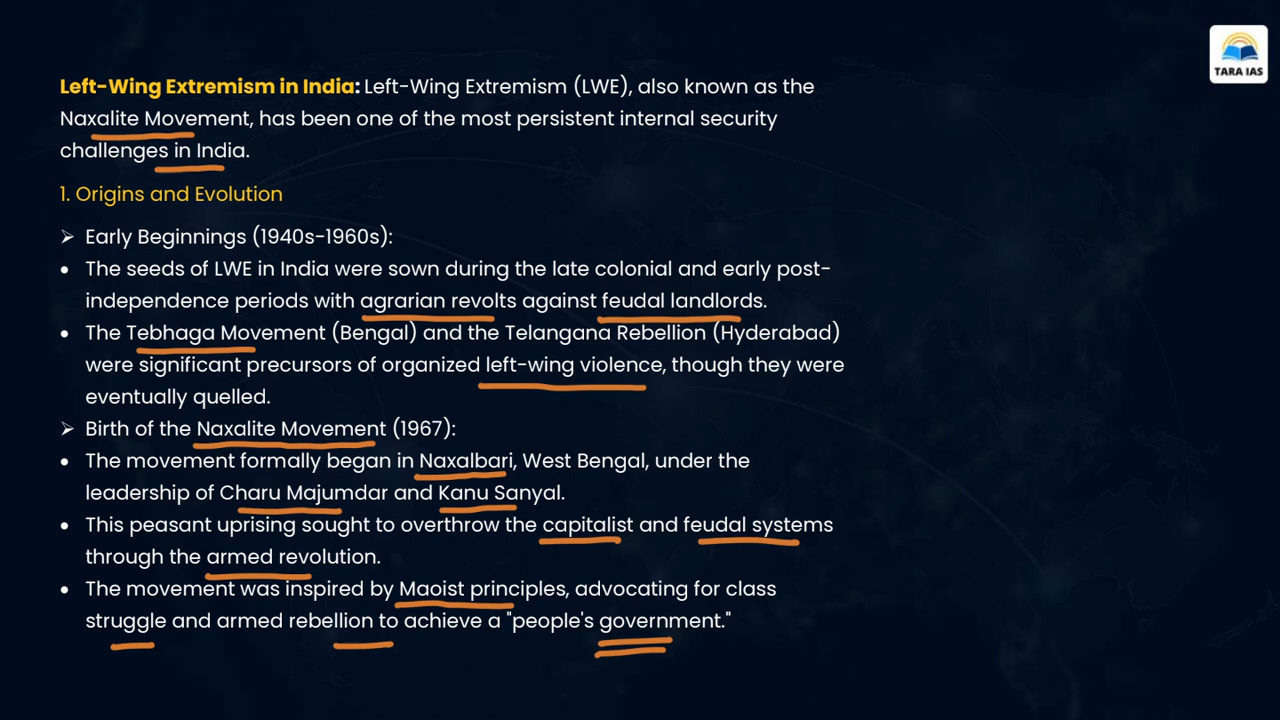 TARA IAS
Left-Wing Extremism in India: Left-Wing Extremism (LWE), also known as the
Naxalite Movement, has been one of the most persistent internal security
challenges in India.
1. Origins and Evolution
➢ Early Beginnings (1940s-1960s):
• The seeds of LWE in India were sown during the late colonial and early post-
independence periods with agrarian revolts against feudal landlords.
• The Tebhaga Movement (Bengal) and the Telangana Rebellion (Hyderabad)
were significant precursors of organized left-wing violence, though they were
eventually quelled.
➢ Birth of the Naxalite Movement (1967):
• The movement formally began in Naxalbari, West Bengal, under the
leadership of Charu Majumdar and Kanu Sanyal.
• This peasant uprising sought to overthrow the capitalist and feudal systems
through the armed revolution.
• The movement was inspired by Maoist principles, advocating for class
struggle and armed rebellion to achieve a "people's government."